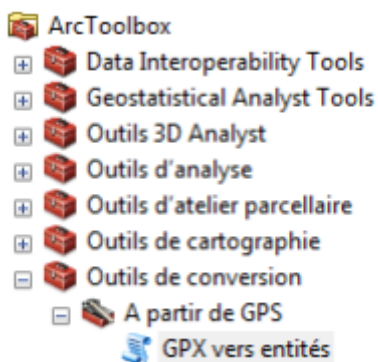 ArcToolbox
Data Interoperability Tools
Geostatistical Analyst Tools
Outils 3D Analyst
Outils d'analyse
Outils d'atelier parcellaire
Outils de cartographie
Outils de conversion
A partir de GPS
GPX vers entités